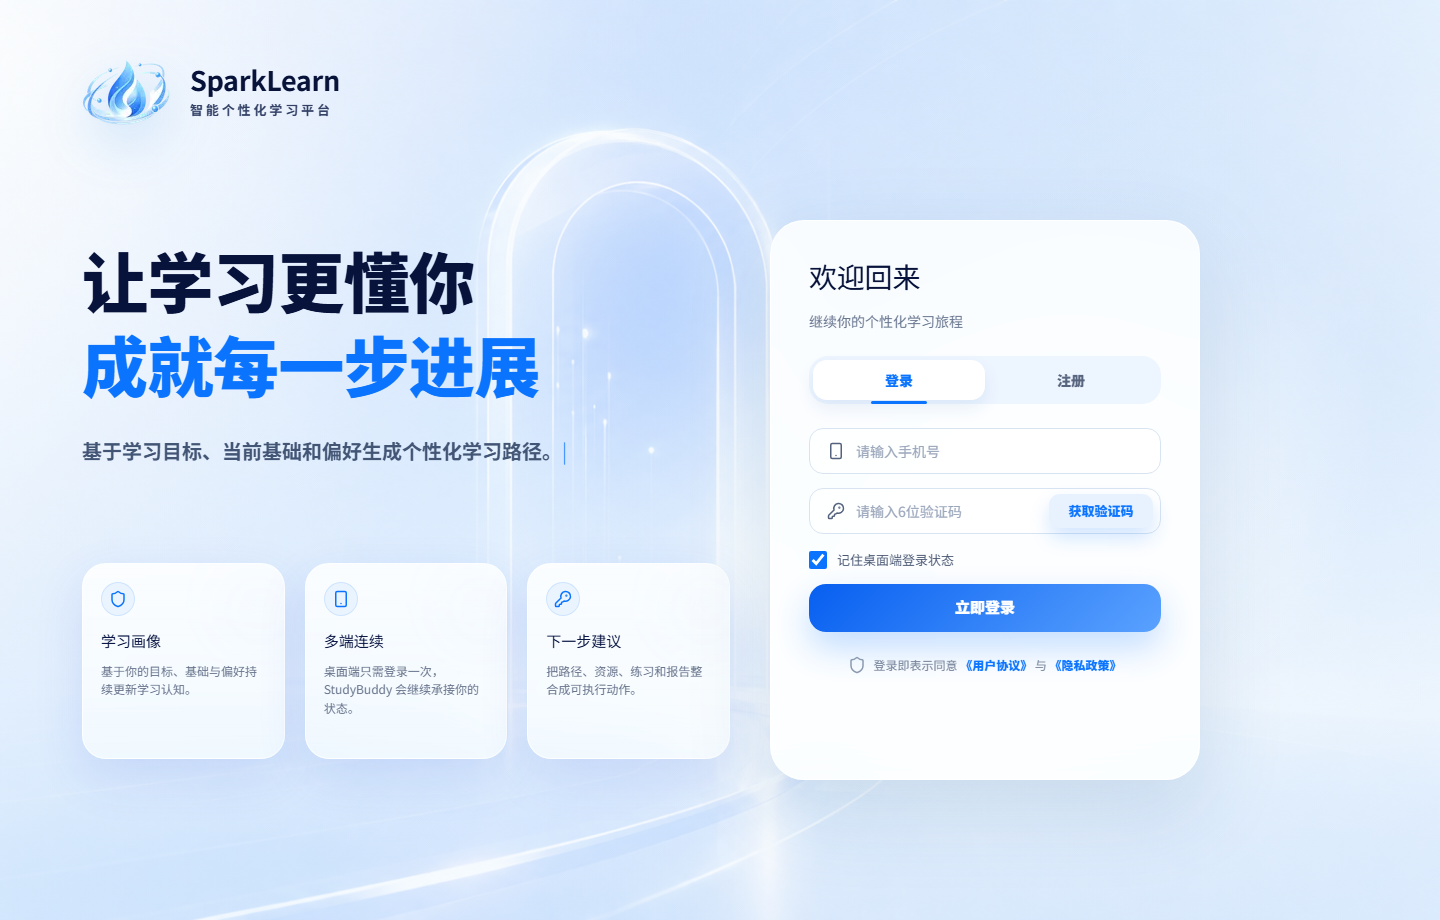 SparkLearn
智能个性化学习平台
让学习更懂你
成就每一步进展
基于学习目标、当前基础和偏好生成个性化学习路径。
学习画像
基于你的目标、基础与偏好持
续更新学习认知。
多端连续
桌面端只需登录一次，
StudyBuddy 会继续承接你的
状态。
下一步建议
把路径、资源、练习和报告整
合成可执行动作。
欢迎回来
继续你的个性化学习旅程
登录
注册
请输入手机号
请输入6位验证码
获取验证码
记住桌面端登录状态
立即登录
登录即表示同意 《用户协议》 与 《隐私政策》